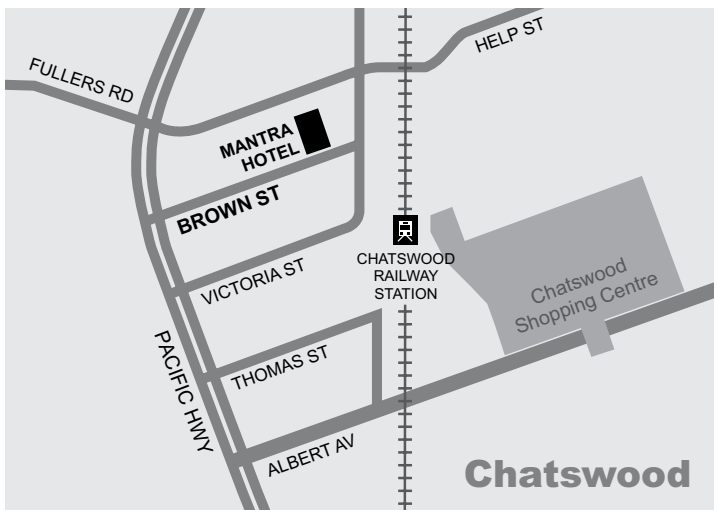 HELP ST
FULLERS RD
MANTRA
HOTEL
BROWN ST
CHATSWOOD
RAILWAY
STATION
VICTORIA ST
Chatswood
Shopping Centre
THOMAS ST
PACIFIC HWY
ALBERT AV
Chatswood